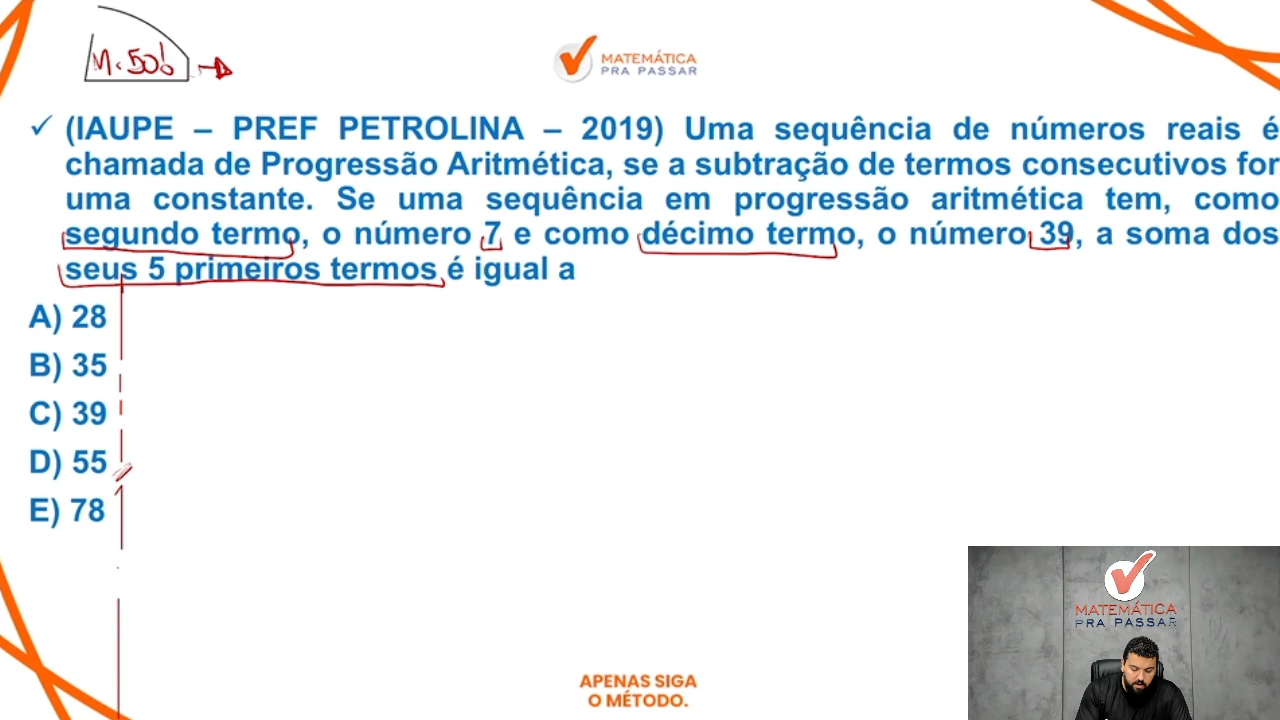 M.50!
MATEMÁTICA
PRA PASSAR
(IAUPE – PREF PETROLINA – 2019) Uma sequência de números reais é
chamada de Progressão Aritmética, se a subtração de termos consecutivos for
uma constante. Se uma sequência em progressão aritmética tem, como
segundo termo, o número 7 e como décimo termo, o número 39, a soma dos
seus 5 primeiros termos é igual a
A) 28
B) 35
C) 39
D) 55
E) 78
MATEMÁTICA
PRA PASSAR
APENAS SIGA
O MÉTODO.